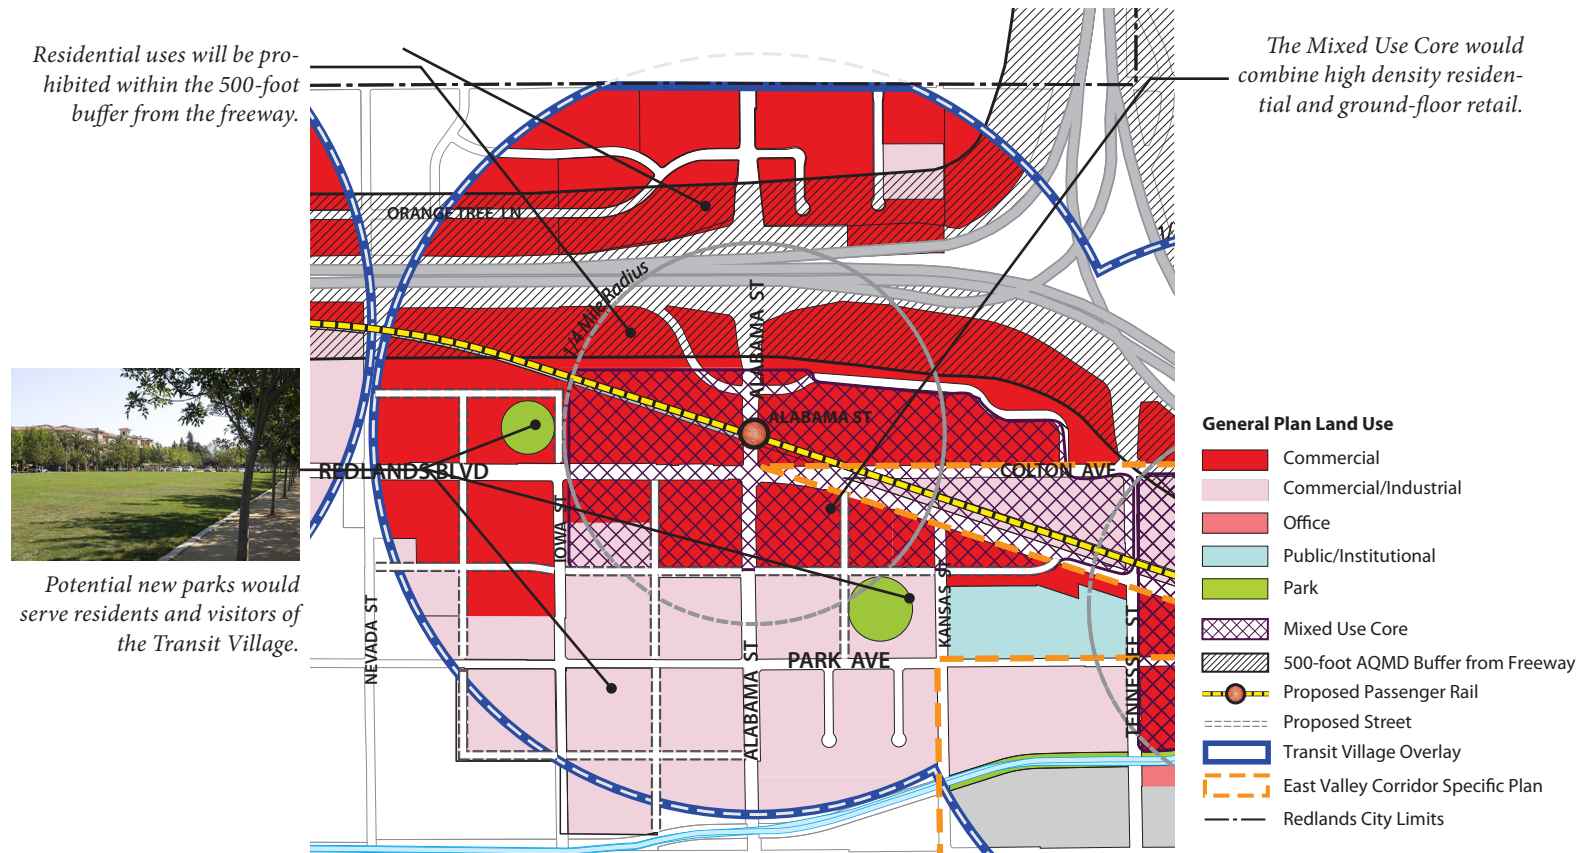 Residential uses will be pro-
hibited within the 500-foot
buffer from the freeway.
The Mixed Use Core would
combine high density residen-
tial and ground-floor retail.
ORANGE TREE LN
1/4 Mile Radius
ALABAMA ST
ALABAMA ST
REDLANDS BLVD
COLTON AVE
IOWA ST
KANSAS ST
NEVADA ST
PARK AVE
ALABAMA ST
TENNESSEE ST
Potential new parks would
serve residents and visitors of
the Transit Village.
General Plan Land Use
Commercial
Commercial/Industrial
Office
Public/Institutional
Park
Mixed Use Core
500-foot AQMD Buffer from Freeway
Proposed Passenger Rail
Proposed Street
Transit Village Overlay
East Valley Corridor Specific Plan
Redlands City Limits